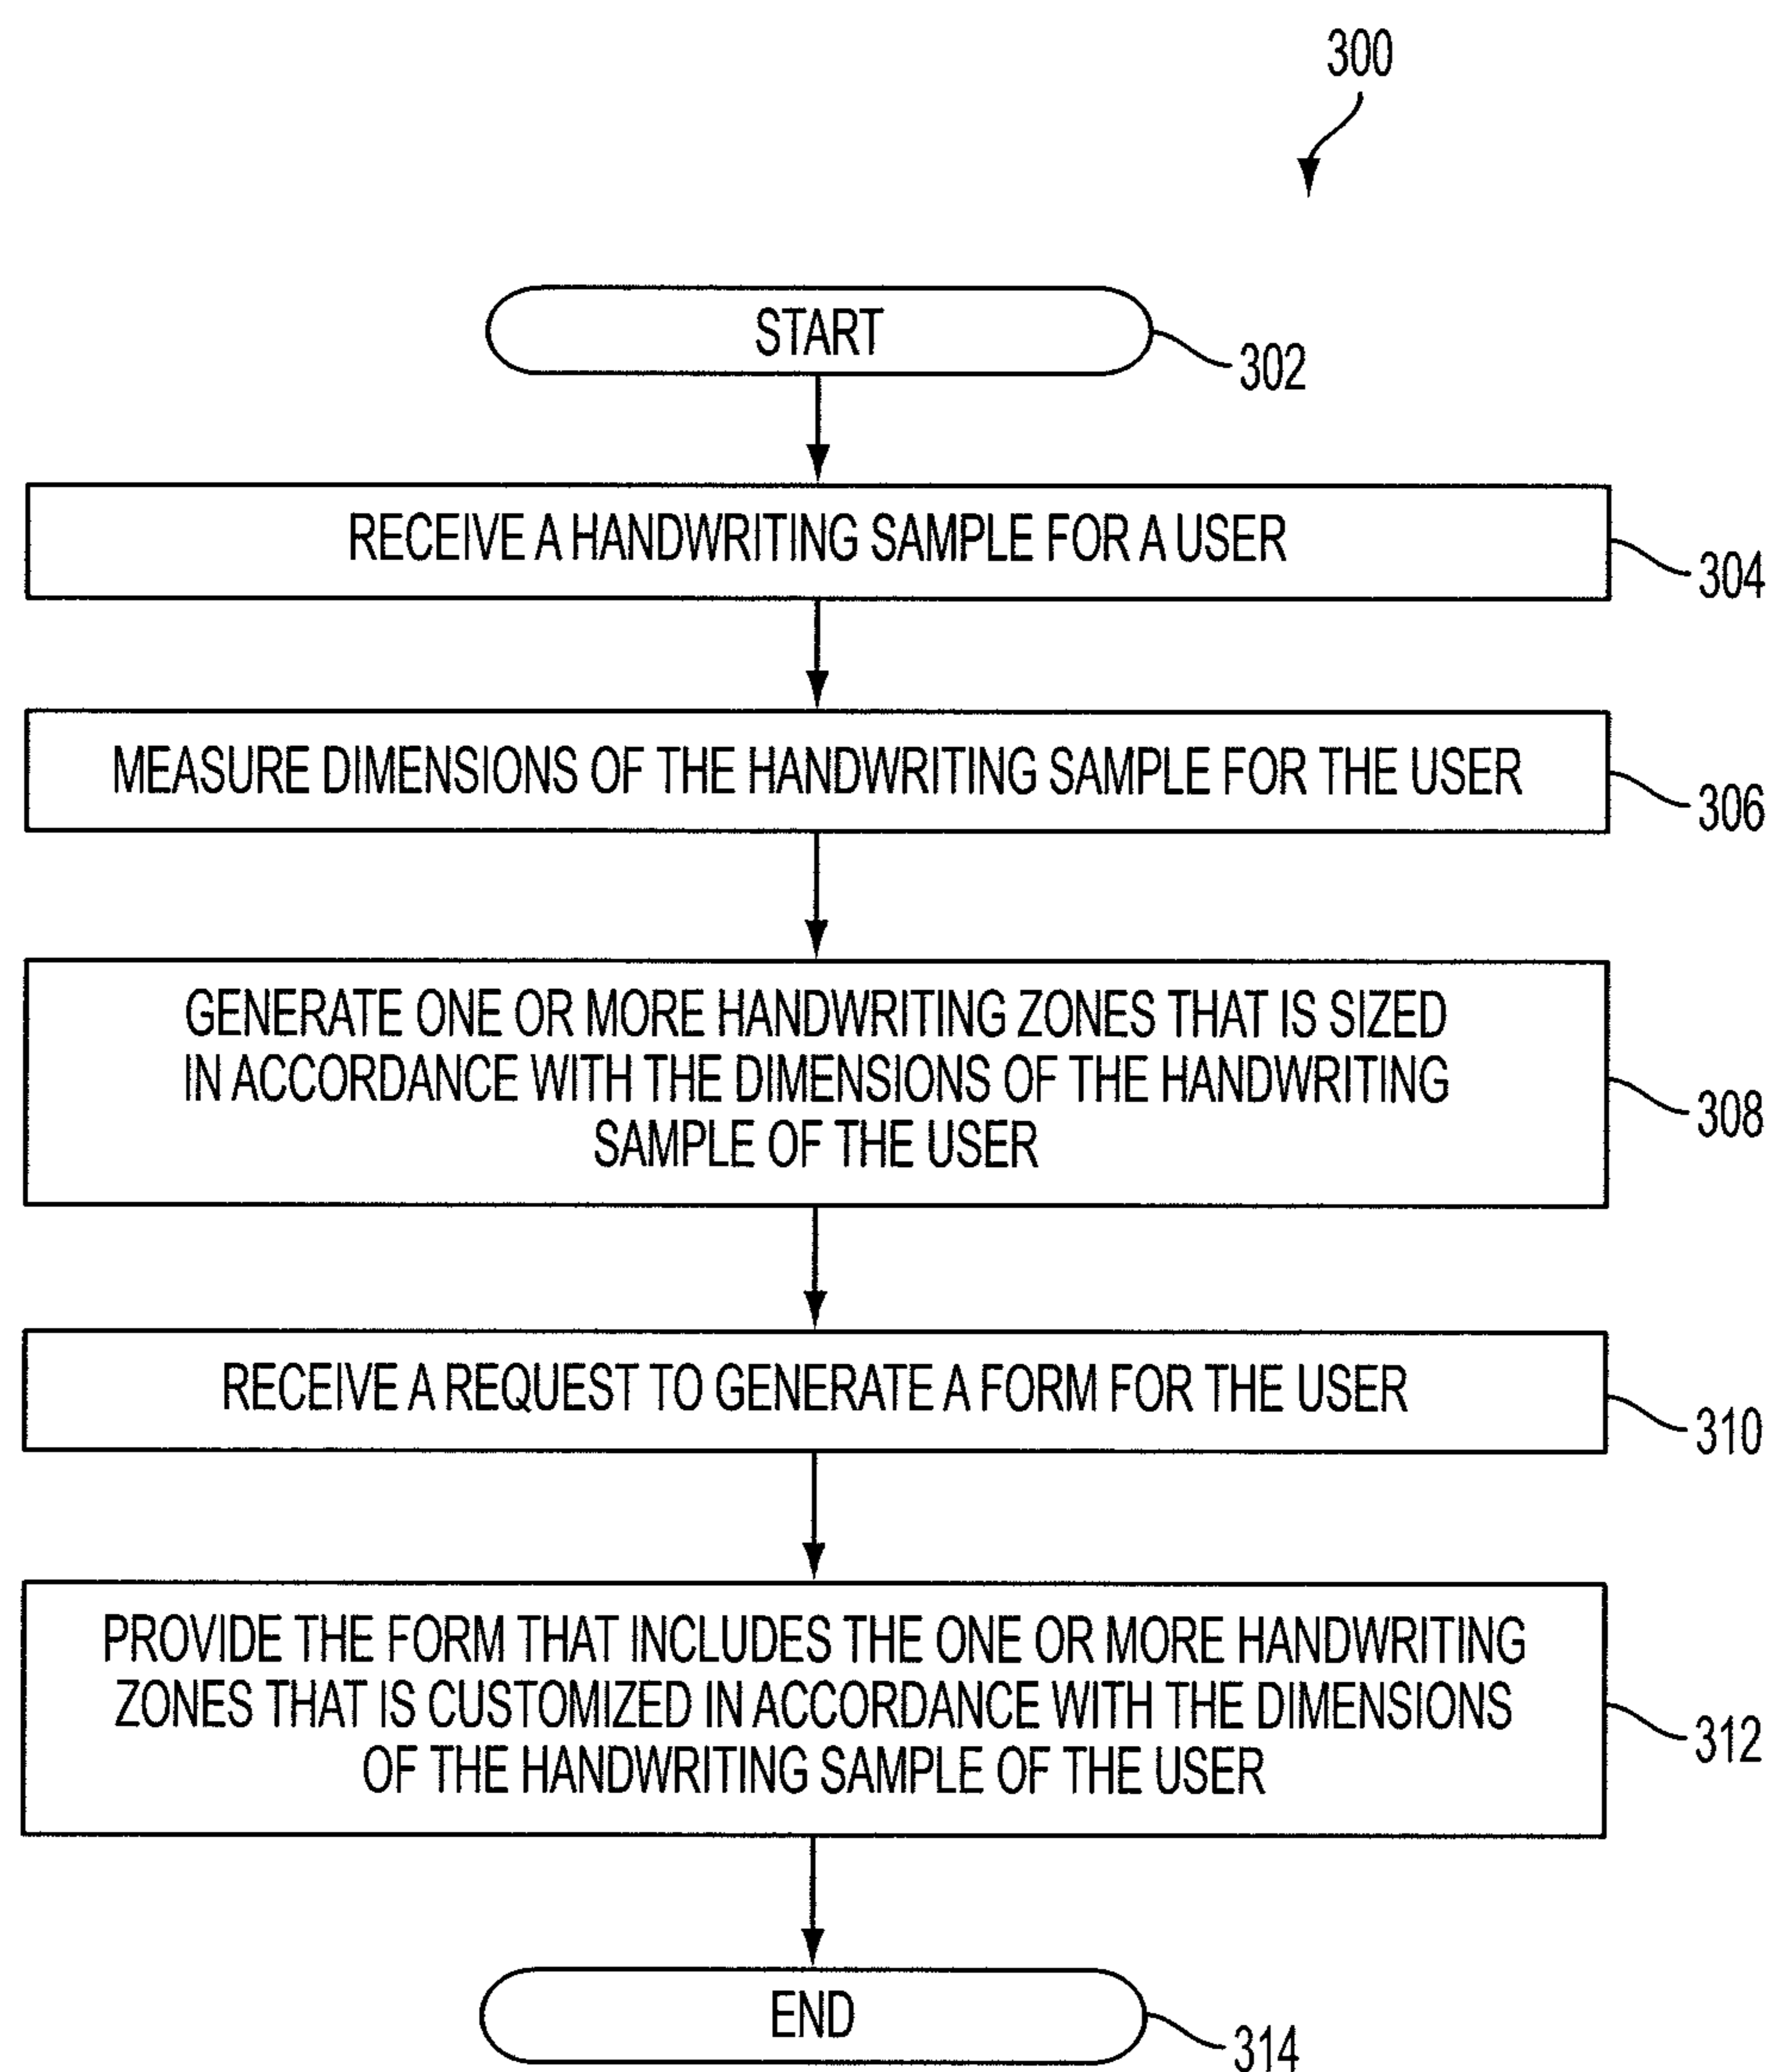 300
START
302
RECEIVE A HANDWRITING SAMPLE FOR A USER
304
MEASURE DIMENSIONS OF THE HANDWRITING SAMPLE FOR THE USER
306
GENERATE ONE OR MORE HANDWRITING ZONES THAT IS SIZED
IN ACCORDANCE WITH THE DIMENSIONS OF THE HANDWRITING
SAMPLE OF THE USER
308
RECEIVE A REQUEST TO GENERATE A FORM FOR THE USER
310
PROVIDE THE FORM THAT INCLUDES THE ONE OR MORE HANDWRITING
ZONES THAT IS CUSTOMIZED IN ACCORDANCE WITH THE DIMENSIONS
OF THE HANDWRITING SAMPLE OF THE USER
312
END
314